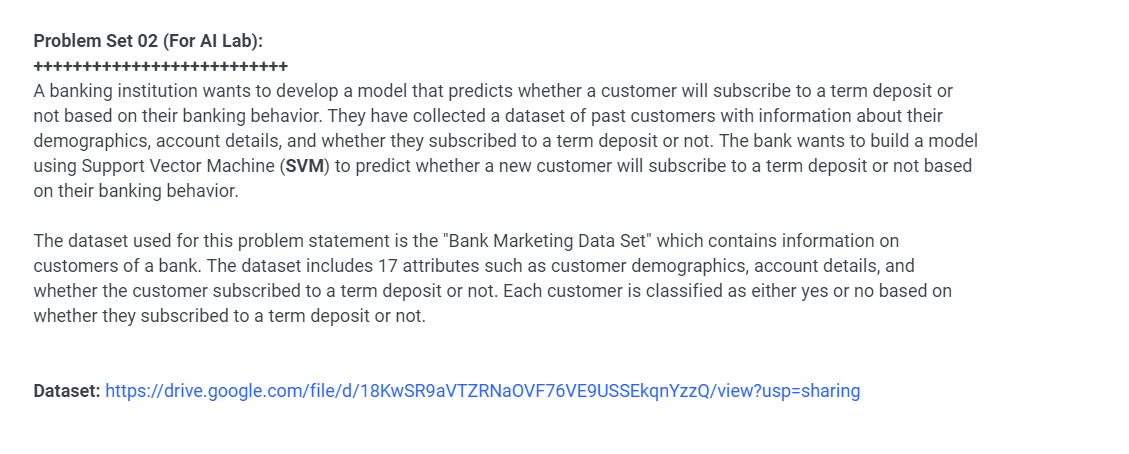 Problem Set 02 (For AI Lab):
++++++++++++++++++++++++++
A banking institution wants to develop a model that predicts whether a customer will subscribe to a term deposit or
not based on their banking behavior. They have collected a dataset of past customers with information about their
demographics, account details, and whether they subscribed to a term deposit or not. The bank wants to build a model
using Support Vector Machine (SVM) to predict whether a new customer will subscribe to a term deposit or not based
on their banking behavior.
The dataset used for this problem statement is the "Bank Marketing Data Set" which contains information on
customers of a bank. The dataset includes 17 attributes such as customer demographics, account details, and
whether the customer subscribed to a term deposit or not. Each customer is classified as either yes or no based on
whether they subscribed to a term deposit or not.
Dataset: https://drive.google.com/file/d/18KwSR9aVTZRNaOVF76VE9USSEkqnYzzQ/view?usp=sharing